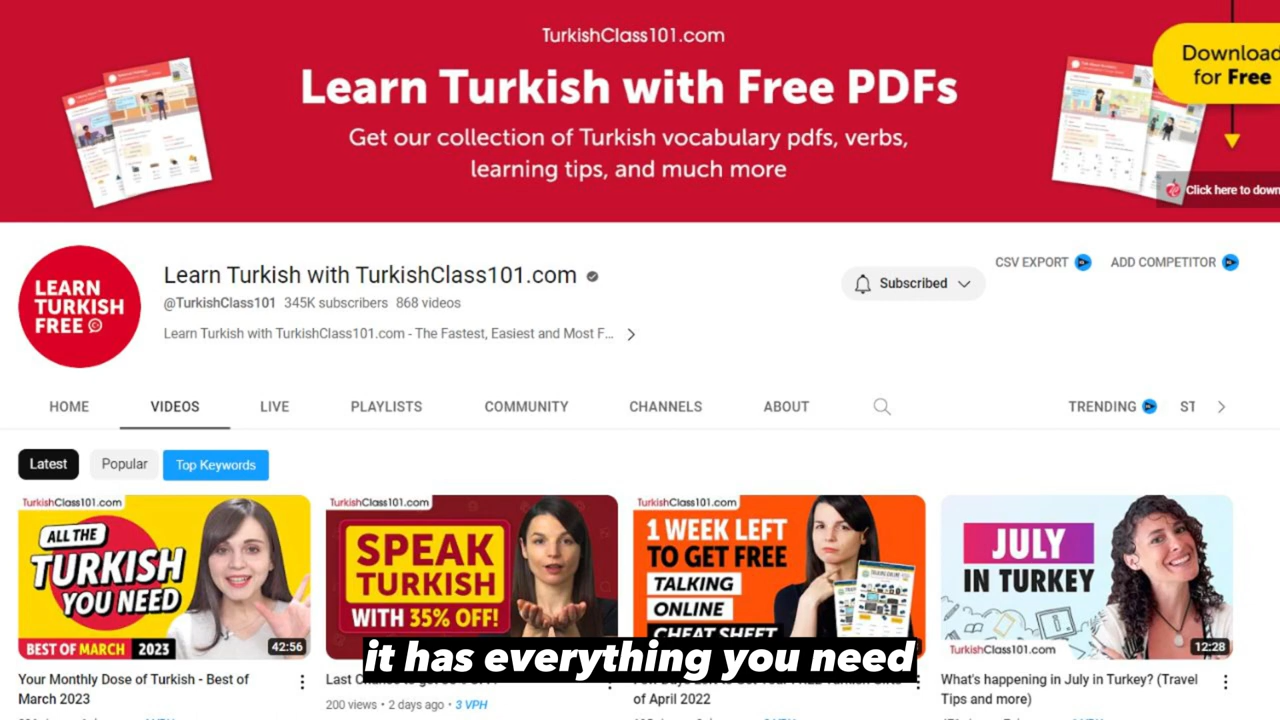 TurkishClass101.com
Learn Turkish with Free PDFs
Get our collection of Turkish vocabulary pdfs, verbs,
learning tips, and much more
Download
for Free
Click here to down
LEARN
TURKISH
FREE
Learn Turkish with TurkishClass101.com
@TurkishClass101 345K subscribers 868 videos
Learn Turkish with TurkishClass101.com - The Fastest, Easiest and Most F...
Subscribed
CSV EXPORT
ADD COMPETITOR
HOME VIDEOS LIVE PLAYLISTS COMMUNITY CHANNELS ABOUT TRENDING ST
Latest Popular Top Keywords
TurkishClass101.com
ALL THE
TURKISH
YOU NEED
BEST OF MARCH 2023
42:56
Your Monthly Dose of Turkish - Best of
March 2023
TurkishClass101.com
SPEAK
TURKISH
WITH 35% OFF!
200 views • 2 days ago • 3 VPH
TurkishClass101.com
1 WEEK LEFT
TO GET FREE
TALKING
ONLINE
CHEAT SHEET
of April 2022
JULY
IN TURKEY
TurkishClass101.com
12:28
What's happening in July in Turkey? (Travel
Tips and more)
it has everything you need